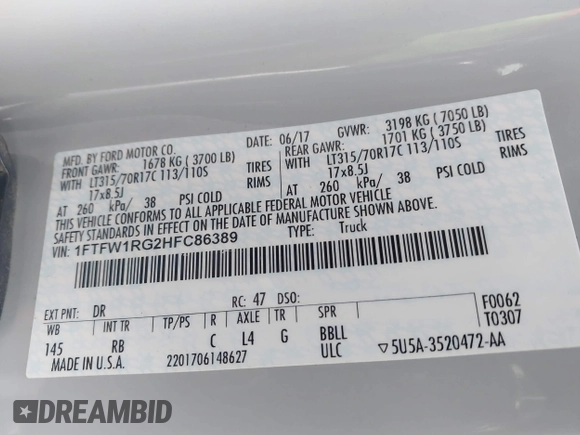 MFD. BY FORD MOTOR CO.
DATE: 06/17 GVWR: 3198 KG ( 7050 LB)
FRONT GAWR: 1678 KG ( 3700 LB)
REAR GAWR: 1701 KG ( 3750 LB)
WITH LT315/70R17C 113/110S TIRES
WITH LT315/70R17C 113/110S TIRES
17x8.5J RIMS
17x8.5J RIMS
AT 260 kPa/ 38 PSI COLD
AT 260 kPa/ 38 PSI COLD
THIS VEHICLE CONFORMS TO ALL APPLICABLE FEDERAL MOTOR VEHICLE
SAFETY STANDARDS IN EFFECT ON THE DATE OF MANUFACTURE SHOWN ABOVE.
VIN: 1FTFW1RG2HFC86389 TYPE: Truck
EXT PNT: DR RC: 47 DSO: F0062
WB INT TR TP/PS R AXLE TR SPR T0307
145 RB C L4 G BBLL
ULC ▽5U5A-3520472-AA
MADE IN U.S.A. 2201706148627
DREAMBID